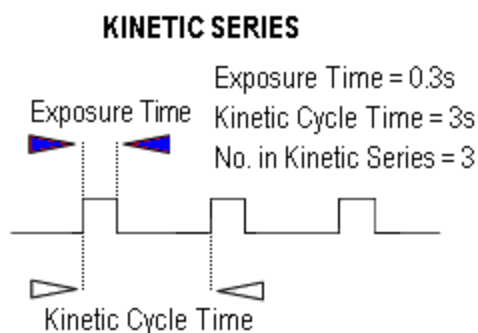 KINETIC SERIES
Exposure Time = 0.3s
Exposure Time
Kinetic Cycle Time = 3s
No. in Kinetic Series = 3
Kinetic Cycle Time